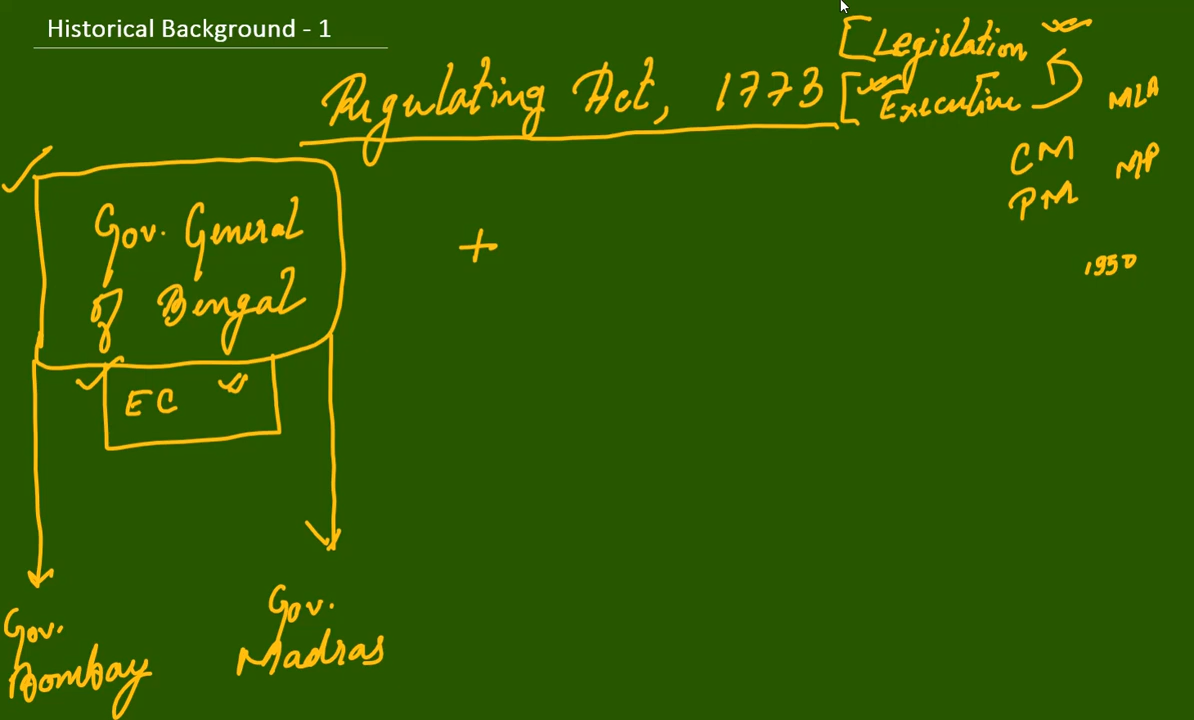 Historical Background - 1
[Legislation
Regulating Act, 1773 [Executive
MLA
CM MP
PM
Gov. General +
of Bengal
1950
EC
Gov. Gov.
Bombay Madras